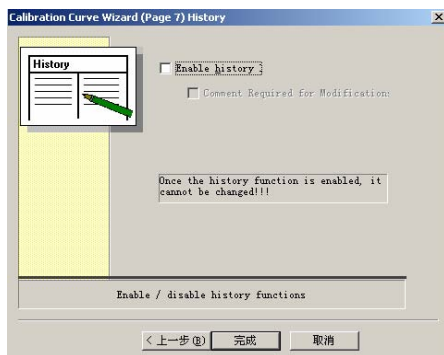 Calibration Curve Wizard (Page 7) History
History
Enable history.
Comment Required for Modification:
Once the history function is enabled, it
cannot be changed!!!
Enable / disable history functions
< 上一步(B) 完成 取消